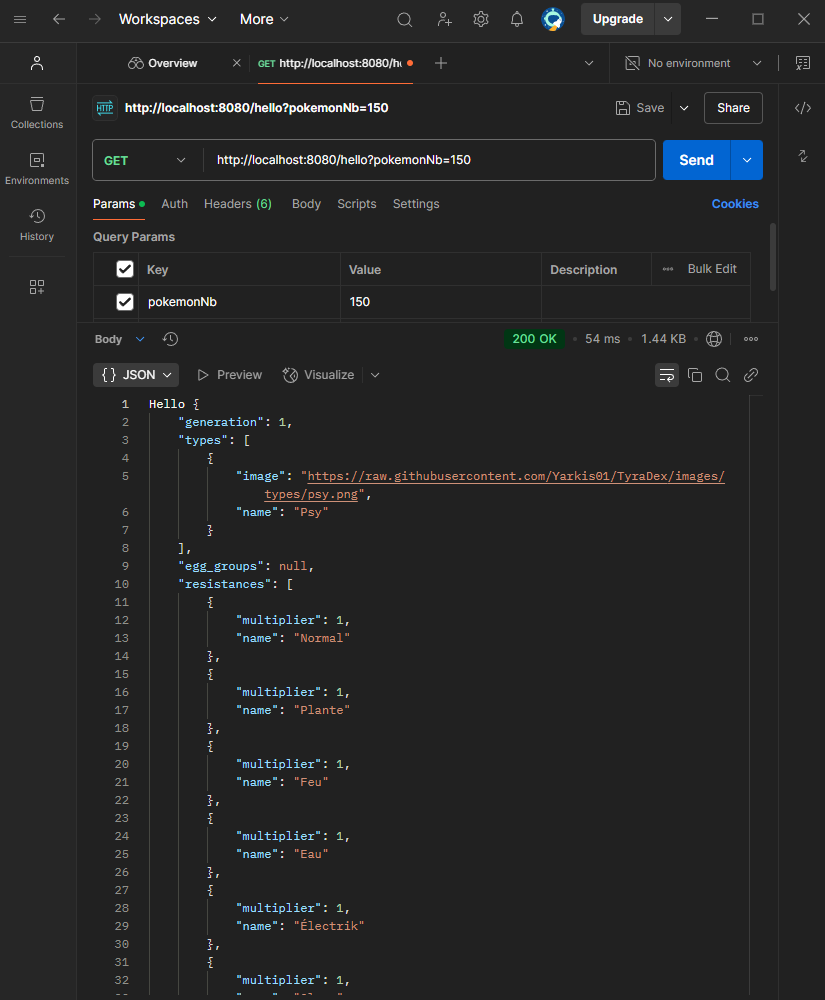 Workspaces More Upgrade
Overview GET http://localhost:8080/h No environment
HTTP http://localhost:8080/hello?pokemonNb=150 Save Share
Collections
GET http://localhost:8080/hello?pokemonNb=150 Send
Environments
Params Auth Headers (6) Body Scripts Settings Cookies
History
Query Params
Key Value Description Bulk Edit
pokemonNb 150
Body 200 OK 54 ms 1.44 KB
{} JSON Preview Visualize
1 Hello {
2 "generation": 1,
3 "types": [
4 {
5 "image": "https://raw.githubusercontent.com/Yarkis01/TyraDex/images/
types/psy.png",
6 "name": "Psy"
7 }
8 ],
9 "egg_groups": null,
10 "resistances": [
11 {
12 "multiplier": 1,
13 "name": "Normal"
14 },
15 {
16 "multiplier": 1,
17 "name": "Plante"
18 },
19 {
20 "multiplier": 1,
21 "name": "Feu"
22 },
23 {
24 "multiplier": 1,
25 "name": "Eau"
26 },
27 {
28 "multiplier": 1,
29 "name": "Électrik"
30 },
31 {
32 "multiplier": 1,